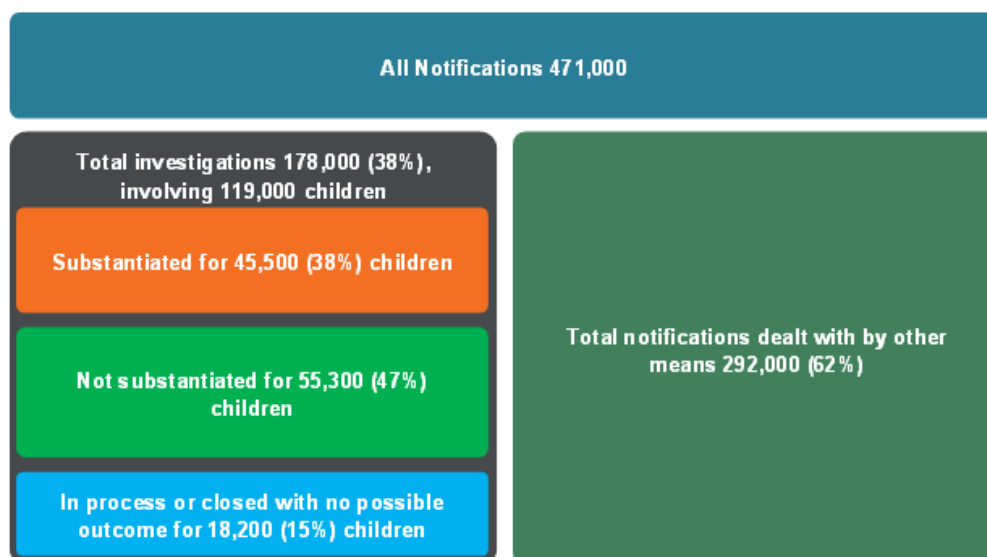 All Notifications 471,000
Total investigations 178,000 (38%),
involving 119,000 children
Substantiated for 45,500 (38%) children
Not substantiated for 55,300 (47%)
children
In process or closed with no possible
outcome for 18,200 (15%) children
Total notifications dealt with by other
means 292,000 (62%)